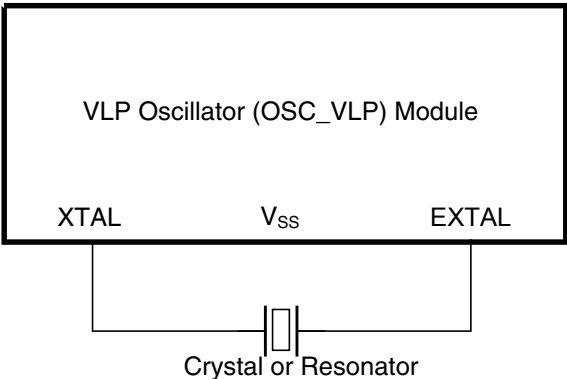 VLP Oscillator (OSC_VLP) Module
XTAL VSS EXTAL
Crystal or Resonator